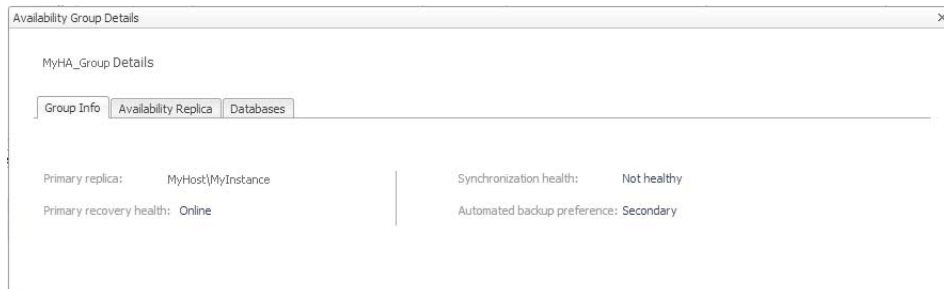 Availability Group Details
MyHA_Group Details
Group Info Availability Replica Databases
Primary replica: MyHost\MyInstance Synchronization health: Not healthy
Primary recovery health: Online Automated backup preference: Secondary